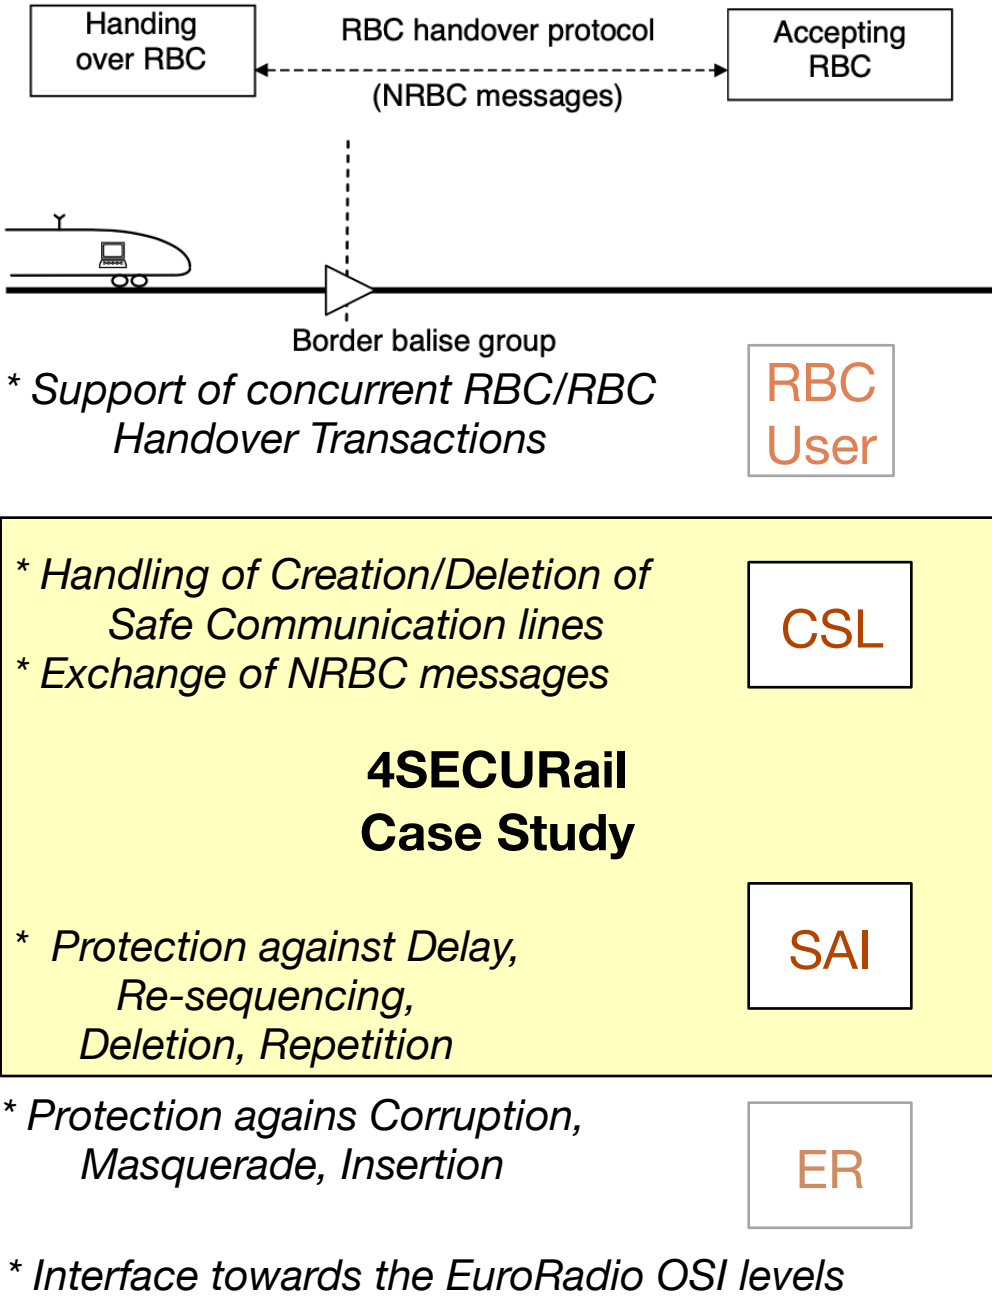 Handing
over RBC
RBC handover protocol
(NRBC messages)
Accepting
RBC
Border balise group
* Support of concurrent RBC/RBC
Handover Transactions
RBC
User
* Handling of Creation/Deletion of
Safe Communication lines
* Exchange of NRBC messages
CSL
4SECURail
Case Study
* Protection against Delay,
Re-sequencing,
Deletion, Repetition
SAI
* Protection agains Corruption,
Masquerade, Insertion
ER
* Interface towards the EuroRadio OSI levels